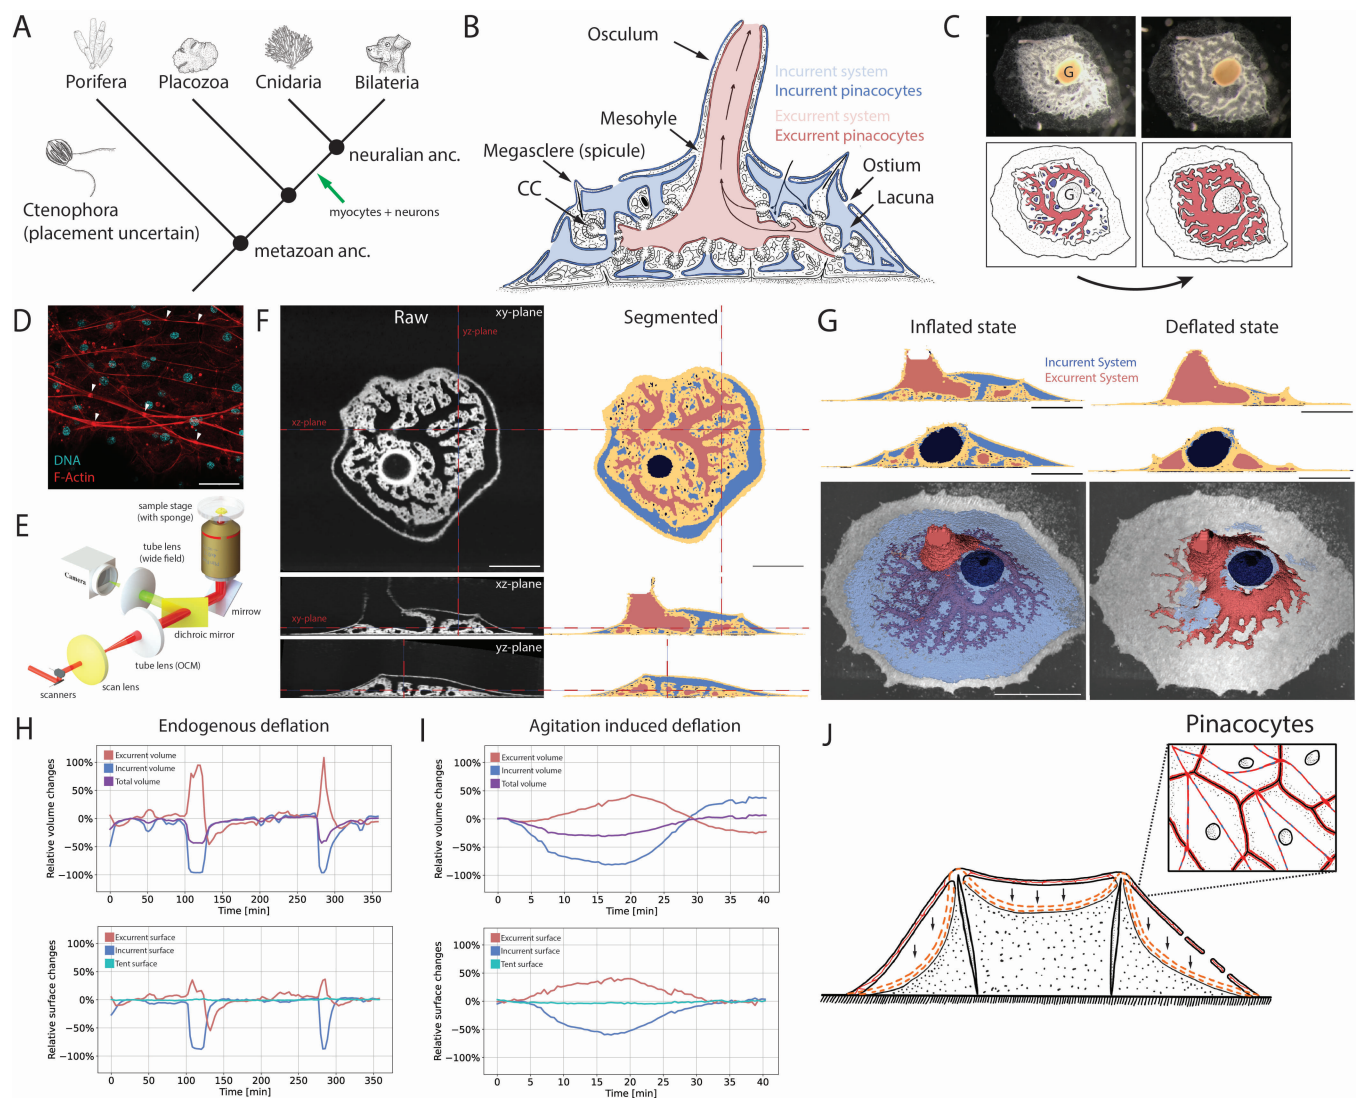 A
Porifera
Placozoa
Cnidaria
Bilateria
neuralian anc.
myocytes + neurons
Ctenophora
(placement uncertain)
metazoan anc.
B
Osculum
Incurrent system
Incurrent pinacocytes
Excurrent system
Excurrent pinacocytes
Mesohyle
Megasclere (spicule)
CC
Ostium
Lacuna
C
G
G
D
DNA
F-Actin
E
sample stage
(with sponge)
tube lens
(wide field)
Camera
mirrow
dichroic mirror
tube lens (OCM)
scan lens
scanners
F
Raw
xy-plane
yz-plane
xz-plane
Segmented
xz-plane
xy-plane
yz-plane
G
Inflated state
Deflated state
Incurrent System
Excurrent System
H
Endogenous deflation
Relative volume changes
100%
50%
0%
−50%
−100%
Excurrent volume
Incurrent volume
Total volume
0 50 100 150 200 250 300 350
Time [min]
Relative surface changes
100%
50%
0%
−50%
−100%
Excurrent surface
Incurrent surface
Tent surface
0 50 100 150 200 250 300 350
Time [min]
I
Agitation induced deflation
Relative volume changes
100%
50%
0%
−50%
−100%
Excurrent volume
Incurrent volume
Total volume
0 5 10 15 20 25 30 35 40
Time [min]
Relative surface changes
100%
50%
0%
−50%
−100%
Excurrent surface
Incurrent surface
Tent surface
0 5 10 15 20 25 30 35 40
Time [min]
J
Pinacocytes